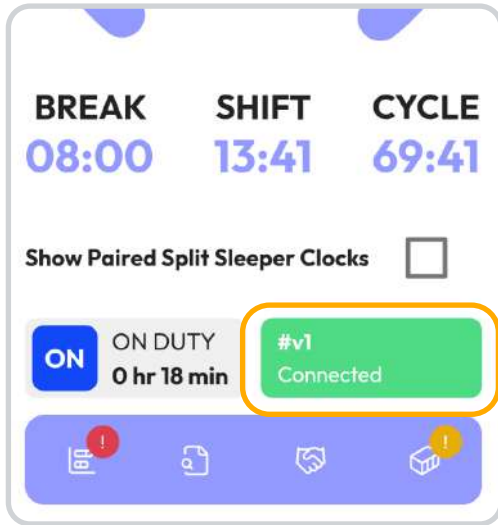 BREAK SHIFT CYCLE
08:00 13:41 69:41
Show Paired Split Sleeper Clocks
ON
ON DUTY
0 hr 18 min
#v1
Connected
!
!